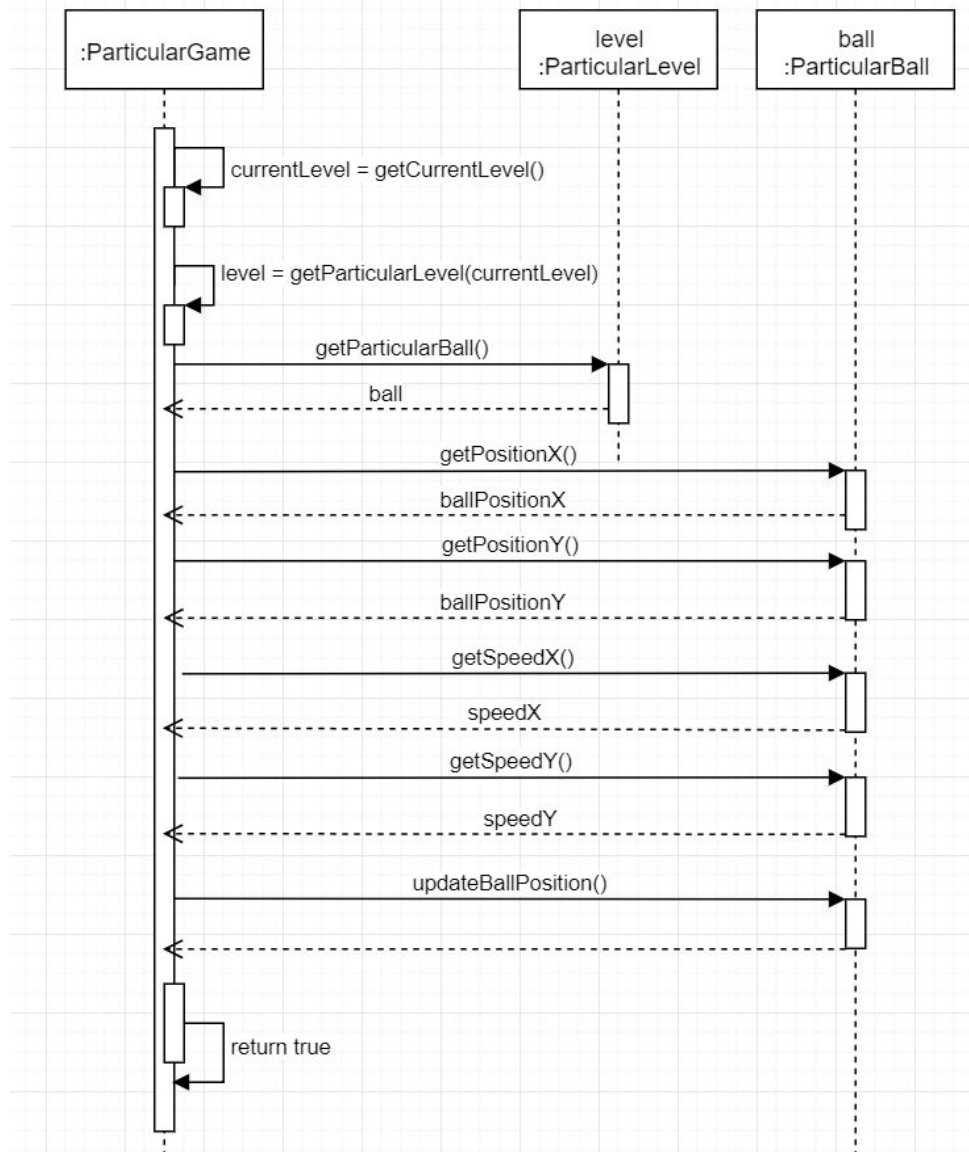 :ParticularGame
level
:ParticularLevel
ball
:ParticularBall
currentLevel = getCurrentLevel()
level = getParticularLevel(currentLevel)
getParticularBall()
ball
getPositionX()
ballPositionX
getPositionY()
ballPositionY
getSpeedX()
speedX
getSpeedY()
speedY
updateBallPosition()
return true